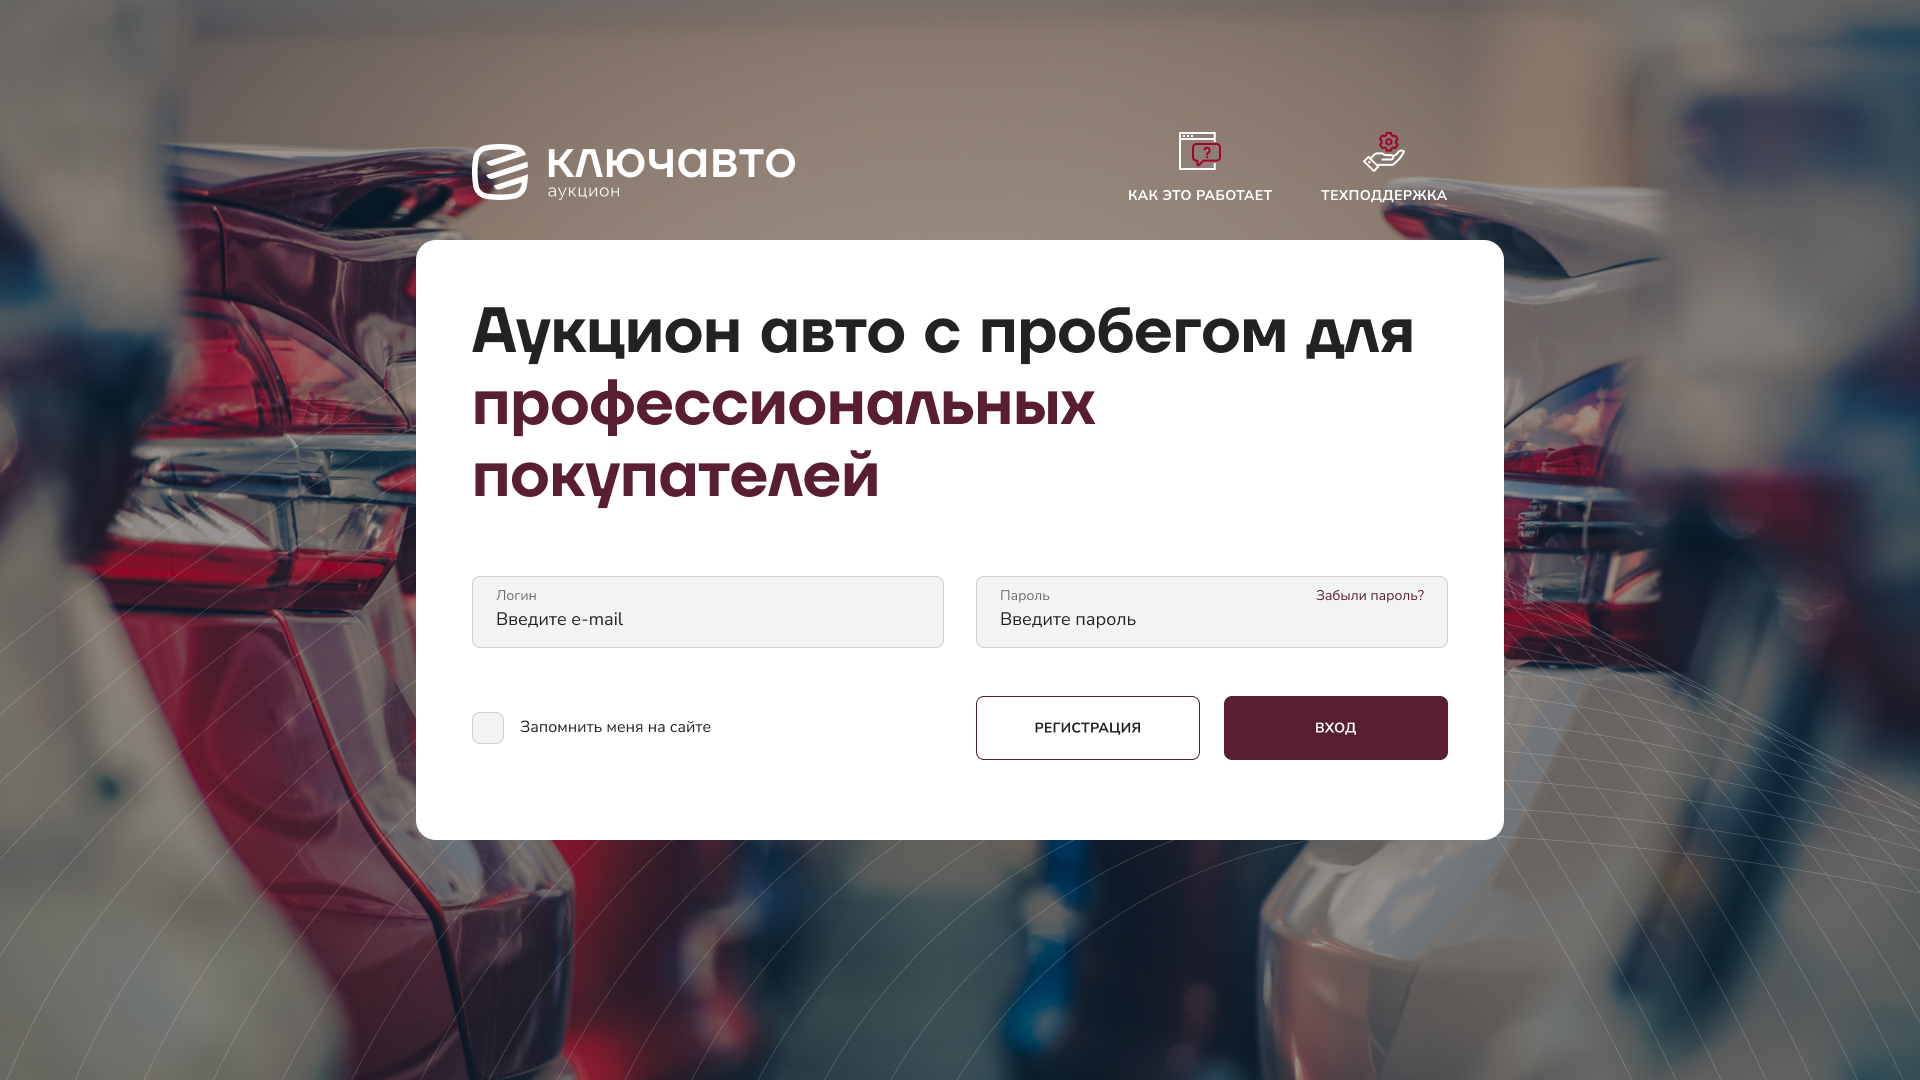 ключавто
аукцион
КАК ЭТО РАБОТАЕТ
ТЕХПОДДЕРЖКА
Аукцион авто с пробегом для
профессиональных
покупателей
Логин
Введите e-mail
Пароль
Забыли пароль?
Введите пароль
Запомнить меня на сайте
РЕГИСТРАЦИЯ
ВХОД